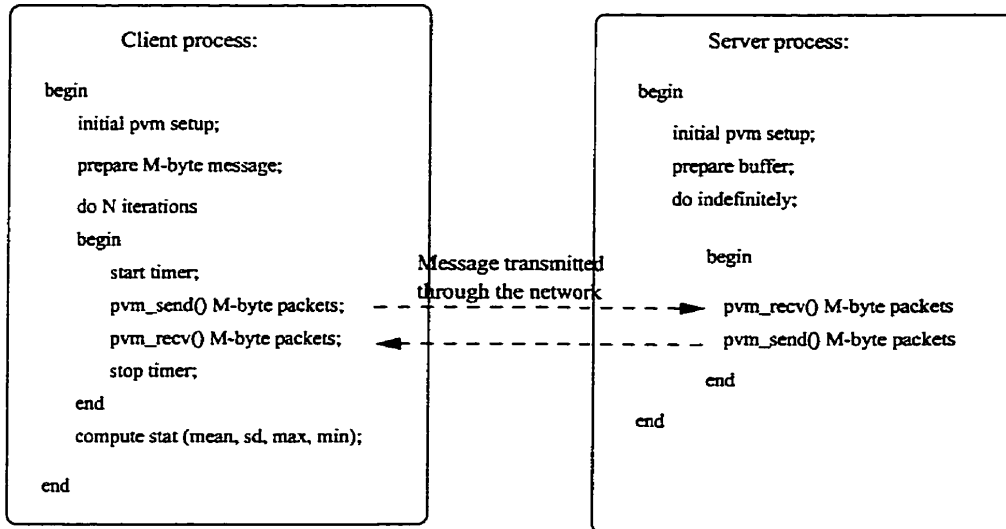 Client process:
begin
initial pvm setup;
prepare M-byte message;
do N iterations
begin
start timer;
pvm_send() M-byte packets;
pvm_recv() M-byte packets;
stop timer;
end
compute stat (mean, sd, max, min);
end
Message transmitted
through the network
Server process:
begin
initial pvm setup;
prepare buffer;
do indefinitely;
begin
pvm_recv() M-byte packets
pvm_send() M-byte packets
end
end